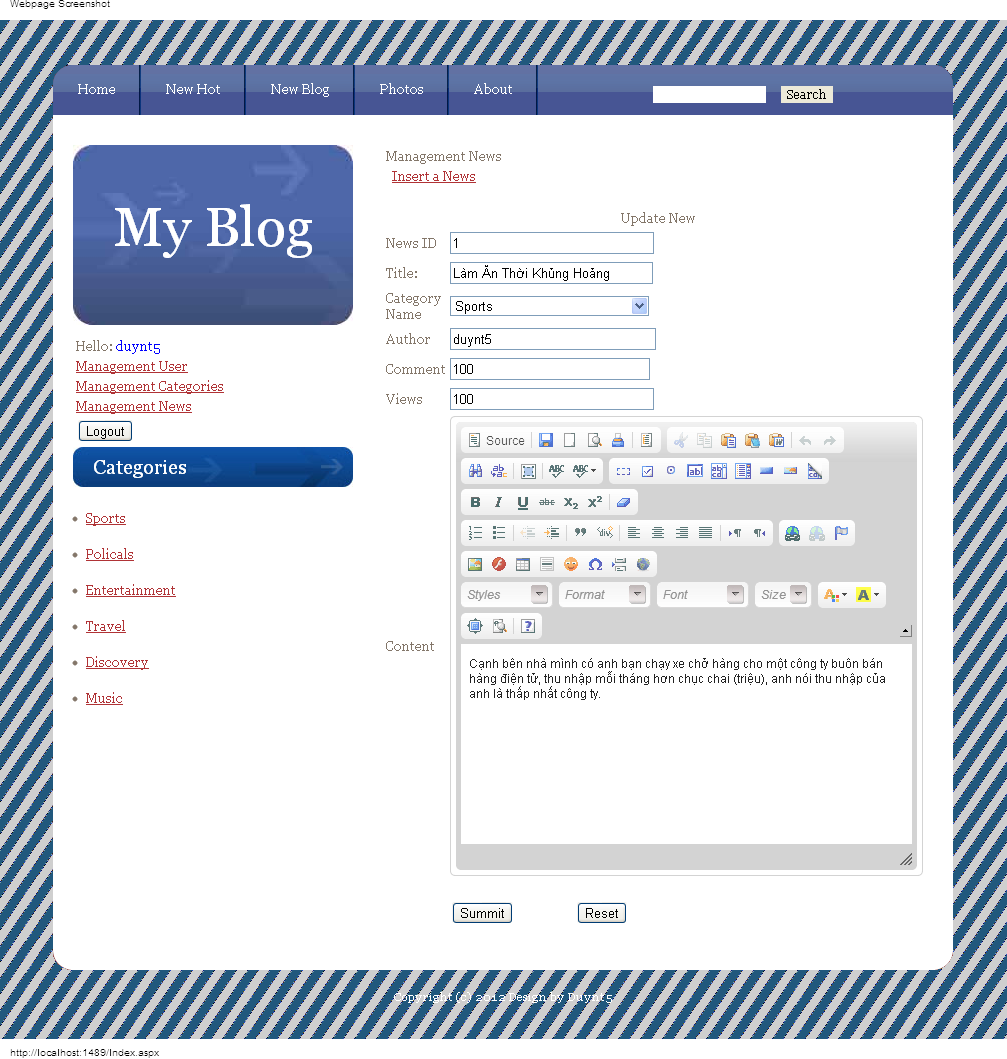 Webpage Screenshot
Home New Hot New Blog Photos About Search
My Blog
Hello: duynt5
Management User
Management Categories
Management News
Logout
Categories
Sports
Policals
Entertainment
Travel
Discovery
Music
Management News
Insert a News
Update New
News ID 1
Title: Làm Ăn Thời Khủng Hoảng
Category Name Sports
Author duynt5
Comment 100
Views 100
Content
Source
Styles Format Font Size
Cạnh bên nhà mình có anh bạn chạy xe chở hàng cho một công ty buôn bán
hàng điện tử, thu nhập mỗi tháng hơn chục chai (triệu), anh nói thu nhập của
anh là thấp nhất công ty.
Summit Reset
Copyright (c) 2012 Design by Duynt5
http://localhost:1489/Index.aspx